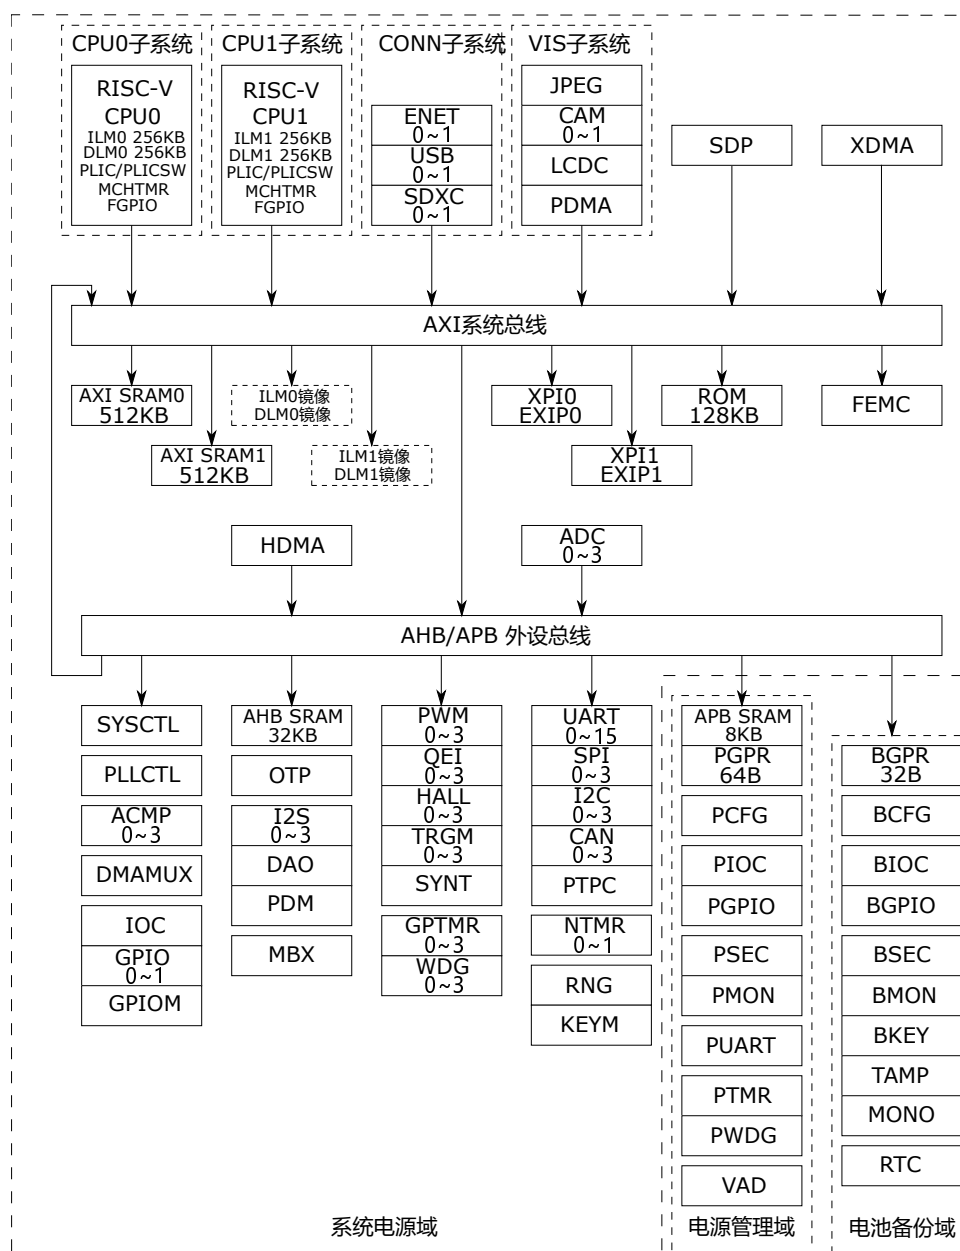 CPU0子系统
RISC-V
CPU0
ILM0 256KB
DLM0 256KB
PLIC/PLICSW
MCHTMR
FGPIO
CPU1子系统
RISC-V
CPU1
ILM1 256KB
DLM1 256KB
PLIC/PLICSW
MCHTMR
FGPIO
CONN子系统
ENET
0~1
USB
0~1
SDXC
0~1
VIS子系统
JPEG
CAM
0~1
LCDC
PDMA
SDP
XDMA
AXI系统总线
AXI SRAM0
512KB
AXI SRAM1
512KB
ILM0镜像
DLM0镜像
ILM1镜像
DLM1镜像
XPI0
EXIP0
XPI1
EXIP1
ROM
128KB
FEMC
HDMA
ADC
0~3
AHB/APB 外设总线
SYSCTL
PLLCTL
ACMP
0~3
DMAMUX
IOC
GPIO
0~1
GPIOM
AHB SRAM
32KB
OTP
I2S
0~3
DAO
PDM
MBX
PWM
0~3
QEI
0~3
HALL
0~3
TRGM
0~3
SYNT
GPTMR
0~3
WDG
0~3
UART
0~15
SPI
0~3
I2C
0~3
CAN
0~3
PTPC
NTMR
0~1
RNG
KEYM
APB SRAM
8KB
PGPR
64B
PCFG
PIOC
PGPIO
PSEC
PMON
PUART
PTMR
PWDG
VAD
BGPR
32B
BCFG
BIOC
BGPIO
BSEC
BMON
BKEY
TAMP
MONO
RTC
系统电源域
电源管理域
电池备份域